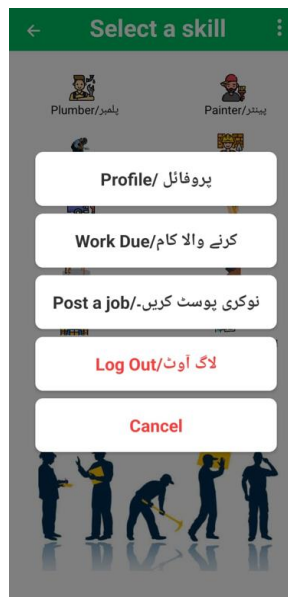 Select a skill
Plumber/پلمبر
Painter/پینٹر
Profile/ پروفائل
Work Due/کرنے والا کام
Post a job/نوکری پوسٹ کریں۔
Log Out/لاگ آوٹ
Cancel